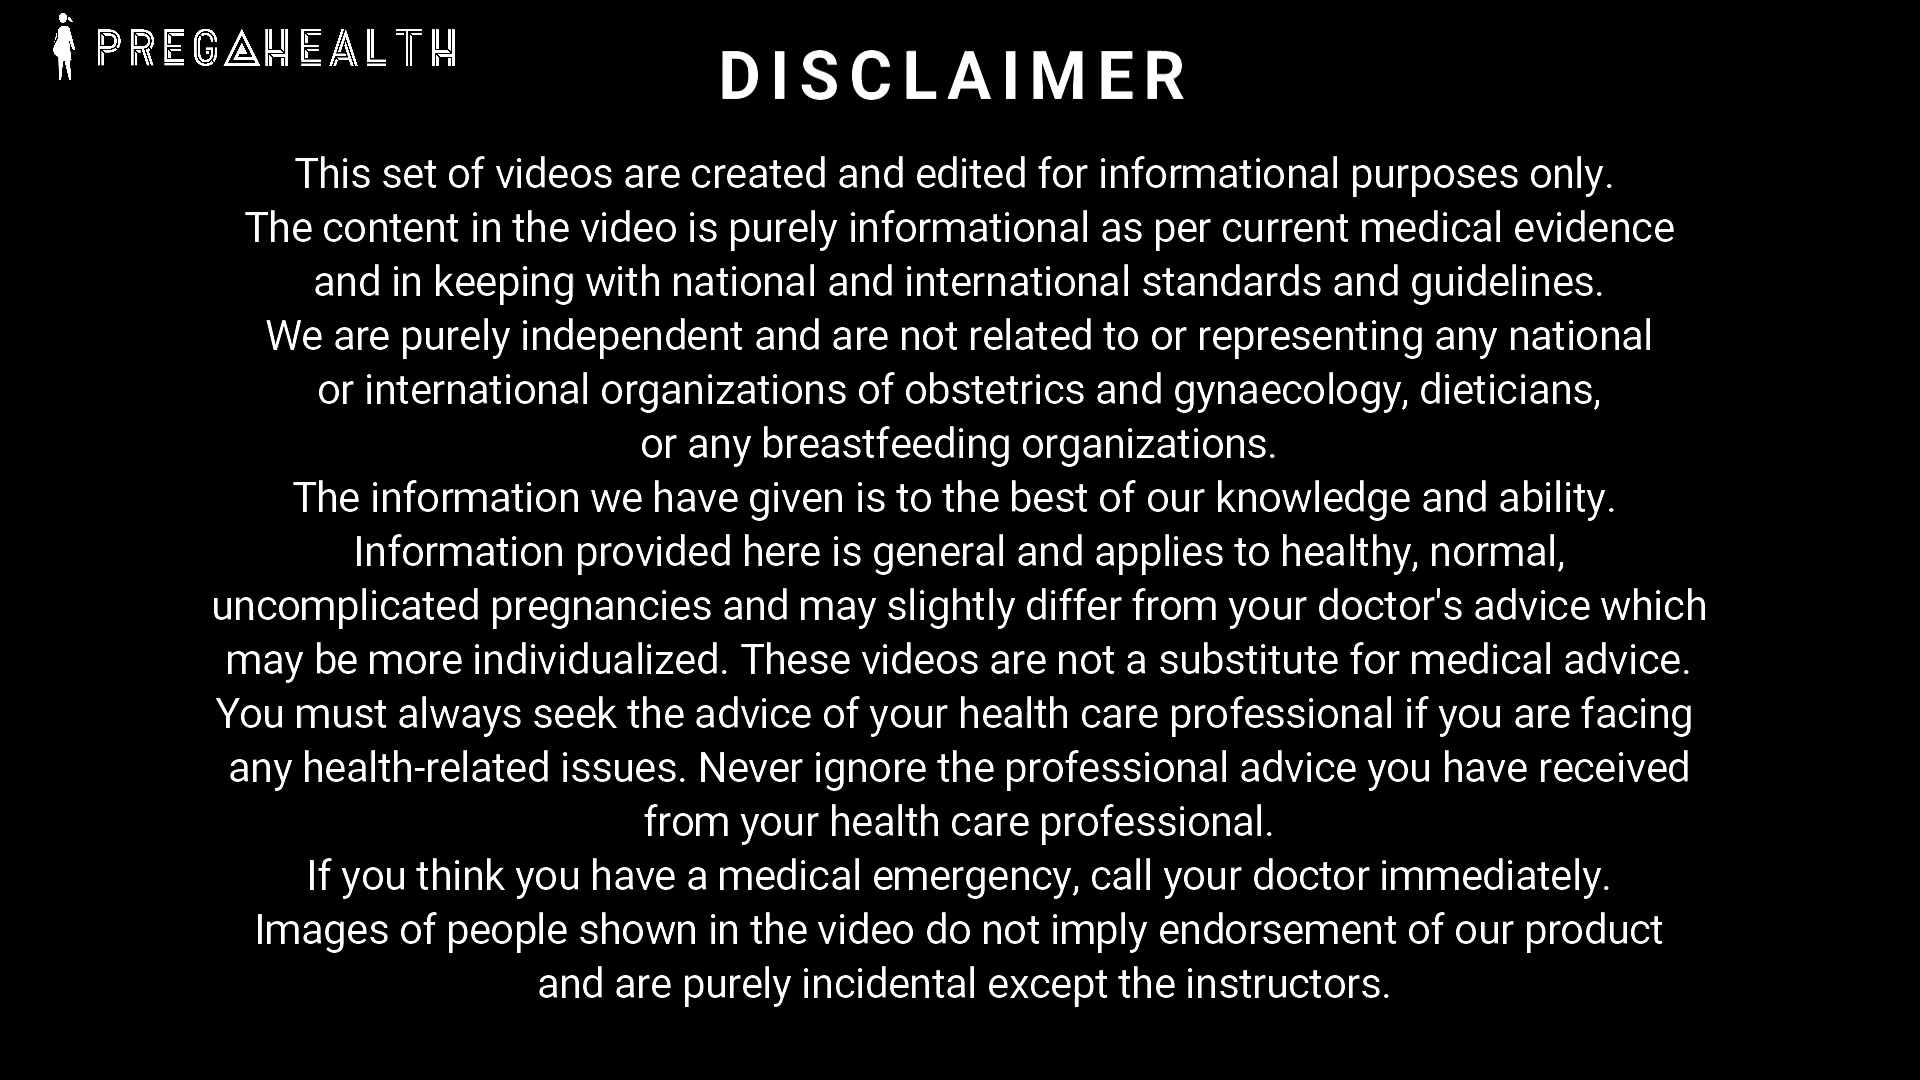 PREGAHEALTH
DISCLAIMER
This set of videos are created and edited for informational purposes only.
The content in the video is purely informational as per current medical evidence
and in keeping with national and international standards and guidelines.
We are purely independent and are not related to or representing any national
or international organizations of obstetrics and gynaecology, dieticians,
or any breastfeeding organizations.
The information we have given is to the best of our knowledge and ability.
Information provided here is general and applies to healthy, normal,
uncomplicated pregnancies and may slightly differ from your doctor's advice which
may be more individualized. These videos are not a substitute for medical advice.
You must always seek the advice of your health care professional if you are facing
any health-related issues. Never ignore the professional advice you have received
from your health care professional.
If you think you have a medical emergency, call your doctor immediately.
Images of people shown in the video do not imply endorsement of our product
and are purely incidental except the instructors.